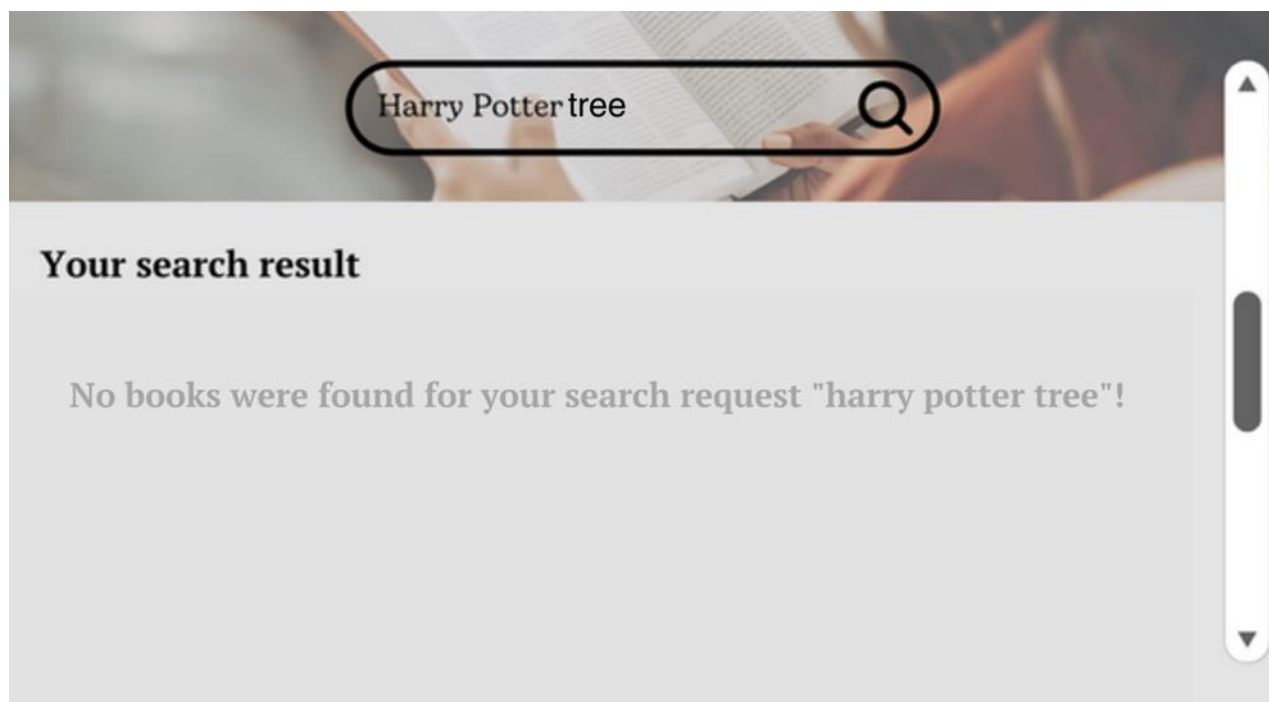 Harry Potter tree
Your search result
No books were found for your search request "harry potter tree"!